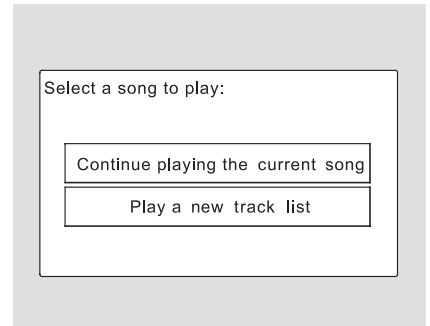 Select a song to play:
Continue playing the current song
Play a new track list